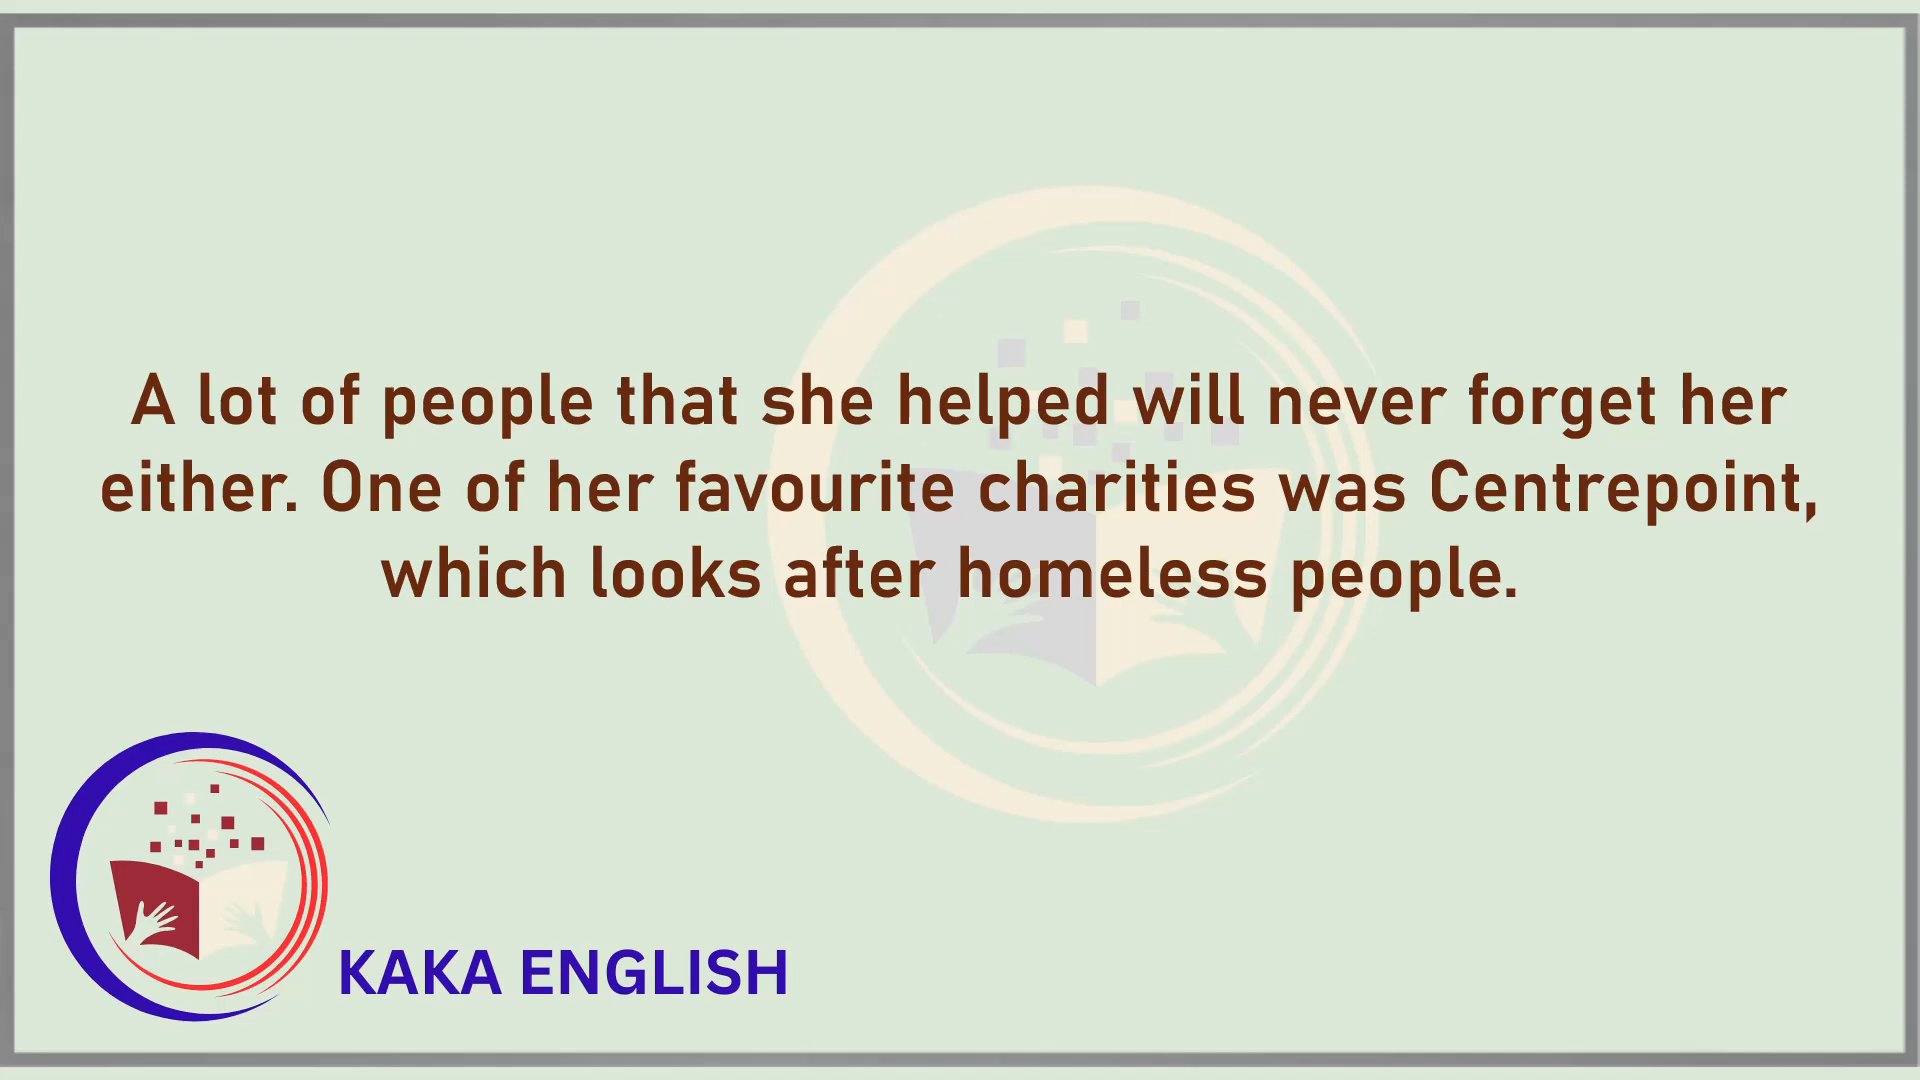 A lot of people that she helped will never forget her
either. One of her favourite charities was Centrepoint,
which looks after homeless people.
KAKA ENGLISH